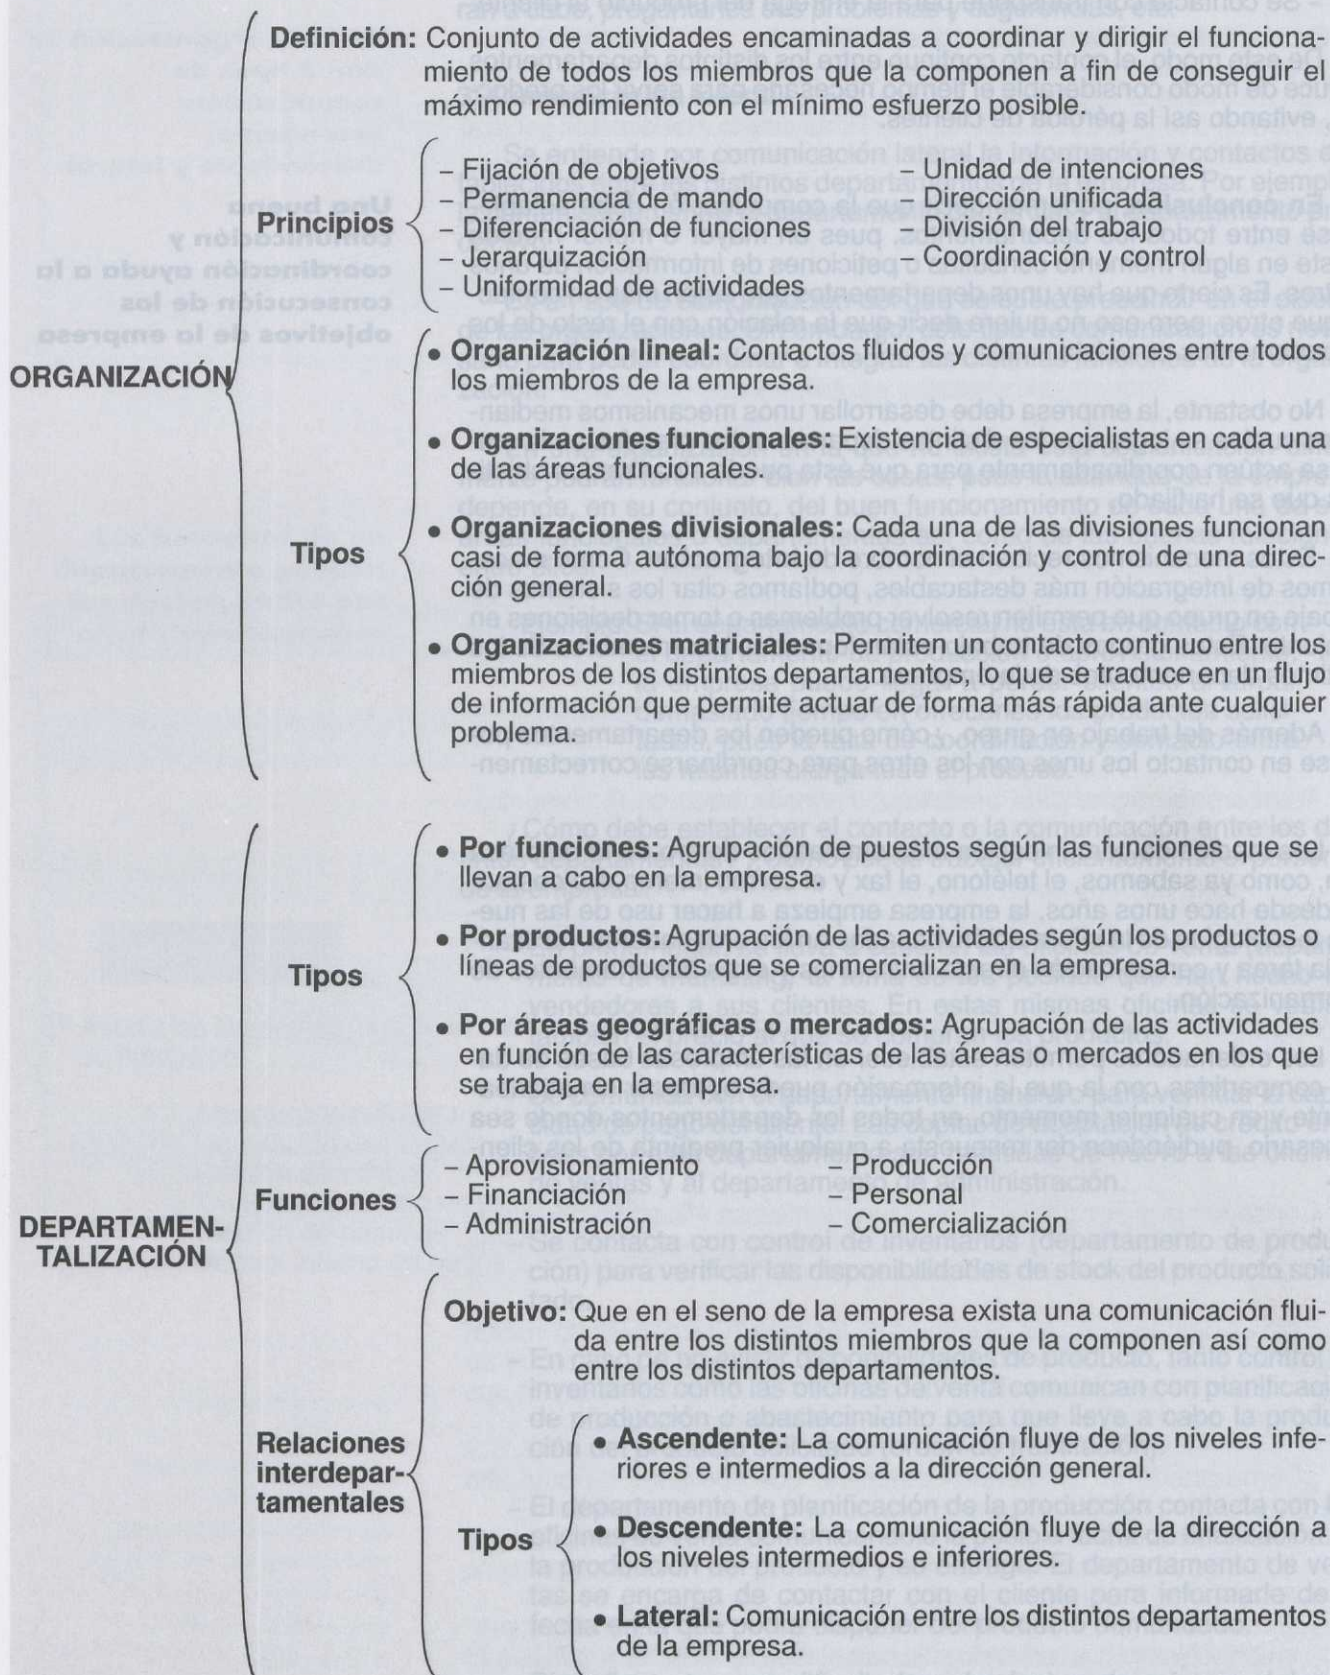 Definición: Conjunto de actividades encaminadas a coordinar y dirigir el funciona-
miento de todos los miembros que la componen a fin de conseguir el
máximo rendimiento con el mínimo esfuerzo posible.
Principios
– Fijación de objetivos
– Permanencia de mando
– Diferenciación de funciones
– Jerarquización
– Uniformidad de actividades
– Unidad de intenciones
– Dirección unificada
– División del trabajo
– Coordinación y control
ORGANIZACIÓN
Tipos
• Organización lineal: Contactos fluidos y comunicaciones entre todos
los miembros de la empresa.
• Organizaciones funcionales: Existencia de especialistas en cada una
de las áreas funcionales.
• Organizaciones divisionales: Cada una de las divisiones funcionan
casi de forma autónoma bajo la coordinación y control de una direc-
ción general.
• Organizaciones matriciales: Permiten un contacto continuo entre los
miembros de los distintos departamentos, lo que se traduce en un flujo
de información que permite actuar de forma más rápida ante cualquier
problema.
DEPARTAMEN-
TALIZACIÓN
Tipos
• Por funciones: Agrupación de puestos según las funciones que se
llevan a cabo en la empresa.
• Por productos: Agrupación de las actividades según los productos o
líneas de productos que se comercializan en la empresa.
• Por áreas geográficas o mercados: Agrupación de las actividades
en función de las características de las áreas o mercados en los que
se trabaja en la empresa.
Funciones
– Aprovisionamiento
– Financiación
– Administración
– Producción
– Personal
– Comercialización
Relaciones
interdepar-
tamentales
Objetivo: Que en el seno de la empresa exista una comunicación flui-
da entre los distintos miembros que la componen así como
entre los distintos departamentos.
Tipos
• Ascendente: La comunicación fluye de los niveles infe-
riores e intermedios a la dirección general.
• Descendente: La comunicación fluye de la dirección a
los niveles intermedios e inferiores.
• Lateral: Comunicación entre los distintos departamentos
de la empresa.